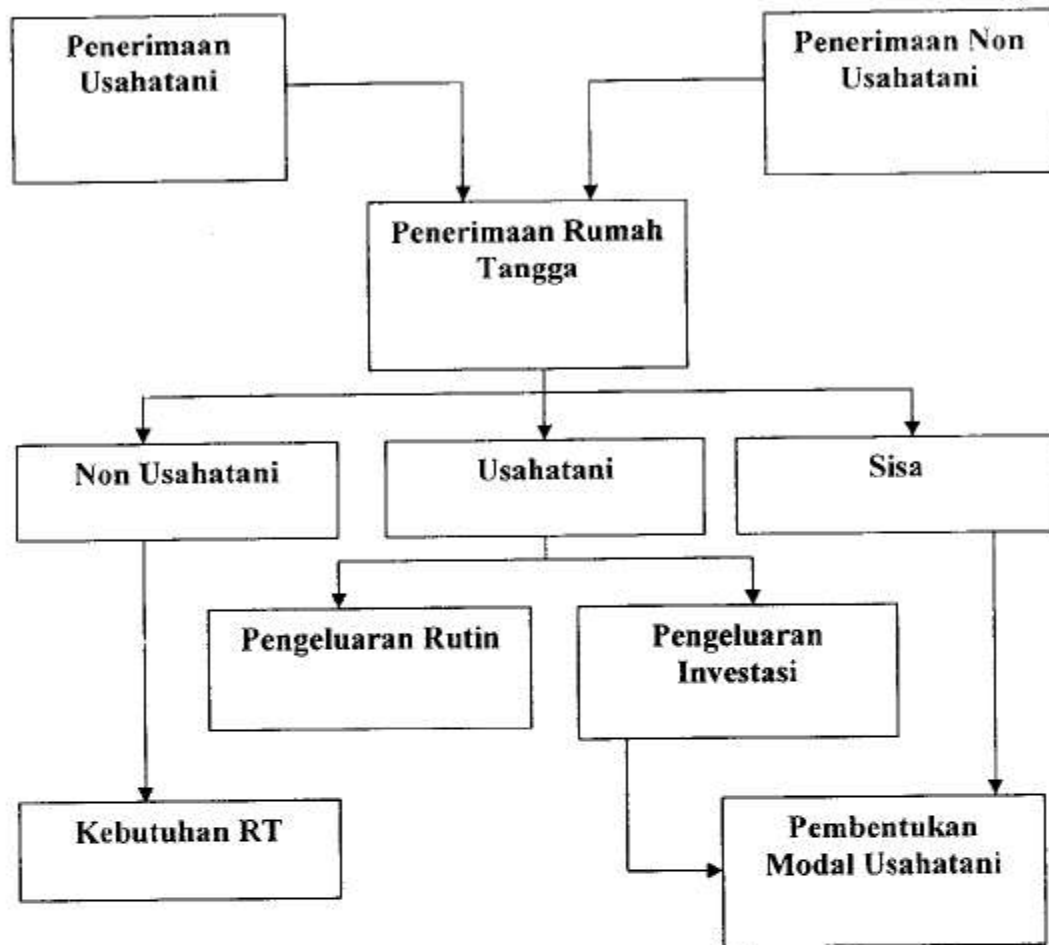 Penerimaan
Usahatani
Penerimaan Non
Usahatani
Penerimaan Rumah
Tangga
Non Usahatani
Usahatani
Sisa
Pengeluaran Rutin
Pengeluaran
Investasi
Kebutuhan RT
Pembentukan
Modal Usahatani